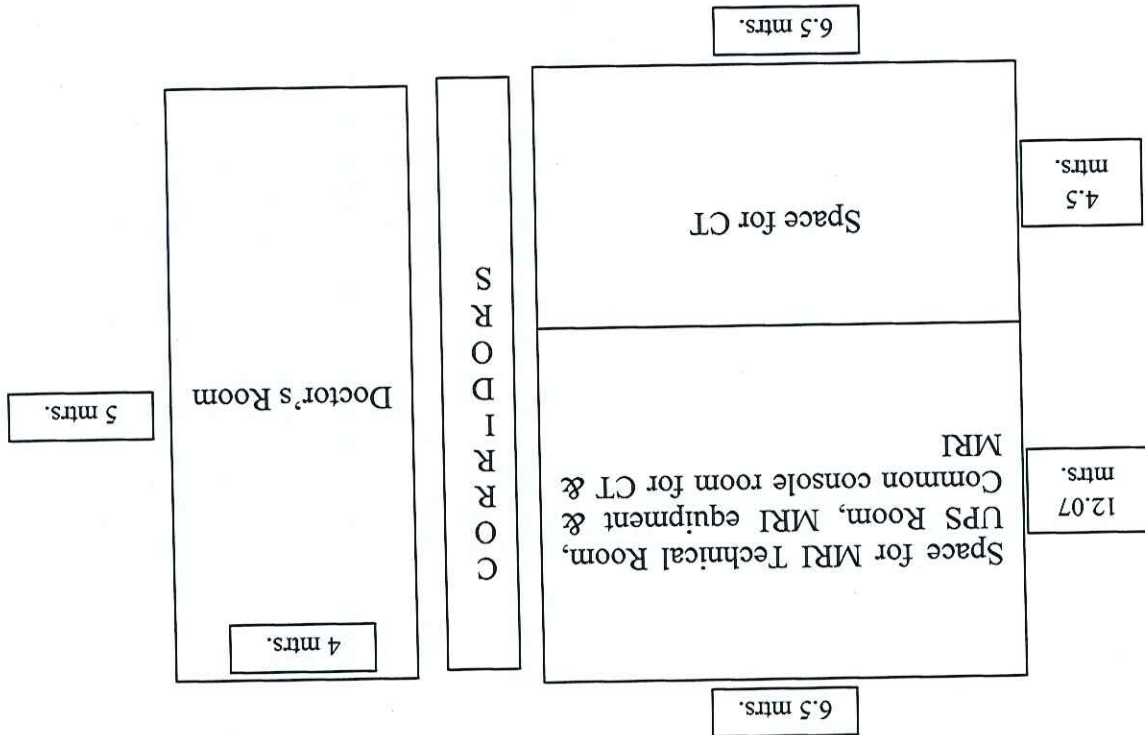 6.5 mtrs.
12.07
mtrs.
Space for MRI Technical Room,
UPS Room, MRI equipment &
Common console room for CT &
MRI
4.5
mtrs.
Space for CT
6.5 mtrs.
C
O
R
R
I
D
O
R
S
4 mtrs.
Doctor's Room
5 mtrs.